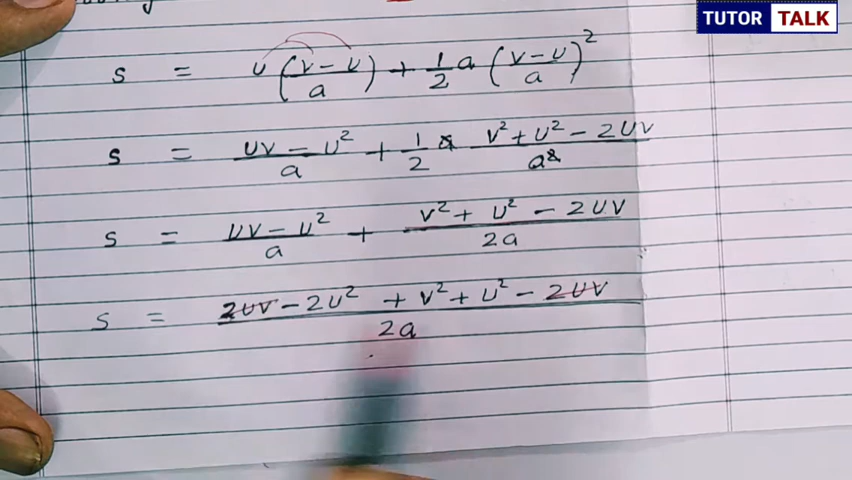 TUTOR TALK
s = u (v-u / a) + 1/2 a (v-u / a)²
s = uv - u² / a + 1/2 a v² + u² - 2uv / a²
s = uv - u² / a + v² + u² - 2uv / 2a
s = 2uv - 2u² + v² + u² - 2uv / 2a